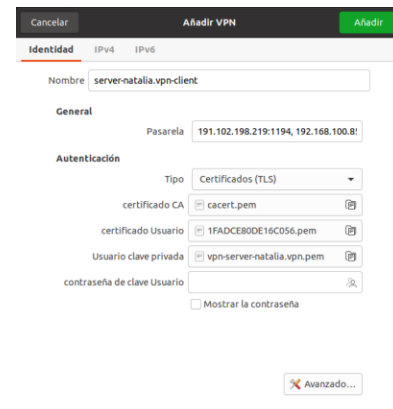 Cancelar Añadir VPN Añadir
Identidad IPv4 IPv6
Nombre server-natalia.vpn-client
General
Pasarela 191.102.198.219:1194, 192.168.100.8
Autenticación
Tipo Certificados (TLS)
certificado CA cacert.pem
certificado Usuario 1FADCE80DE16C056.pem
Usuario clave privada vpn-server-natalia.vpn.pem
contraseña de clave Usuario
Mostrar la contraseña
Avanzado...